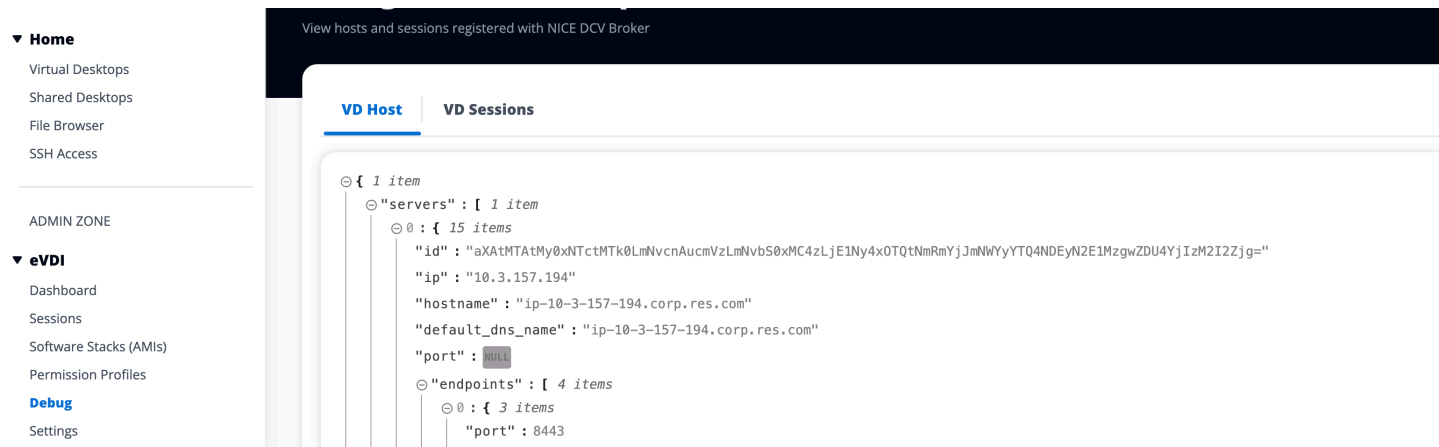 Home
Virtual Desktops
Shared Desktops
File Browser
SSH Access
ADMIN ZONE
eVDI
Dashboard
Sessions
Software Stacks (AMIs)
Permission Profiles
Debug
Settings
View hosts and sessions registered with NICE DCV Broker
VD Host VD Sessions
{ 1 item
"servers" : [ 1 item
0 : { 15 items
"id" : "aXAtMTAtMy0xNTctMTk0LmNvcnAucmVzLmNvbS0xMC4zLjE1Ny4xOTQtNmRmYjJmNWYyYTQ4NDEyN2E1MzgwZDU4YjIzM2I2Zjg="
"ip" : "10.3.157.194"
"hostname" : "ip-10-3-157-194.corp.res.com"
"default_dns_name" : "ip-10-3-157-194.corp.res.com"
"port" : NULL
"endpoints" : [ 4 items
0 : { 3 items
"port" : 8443